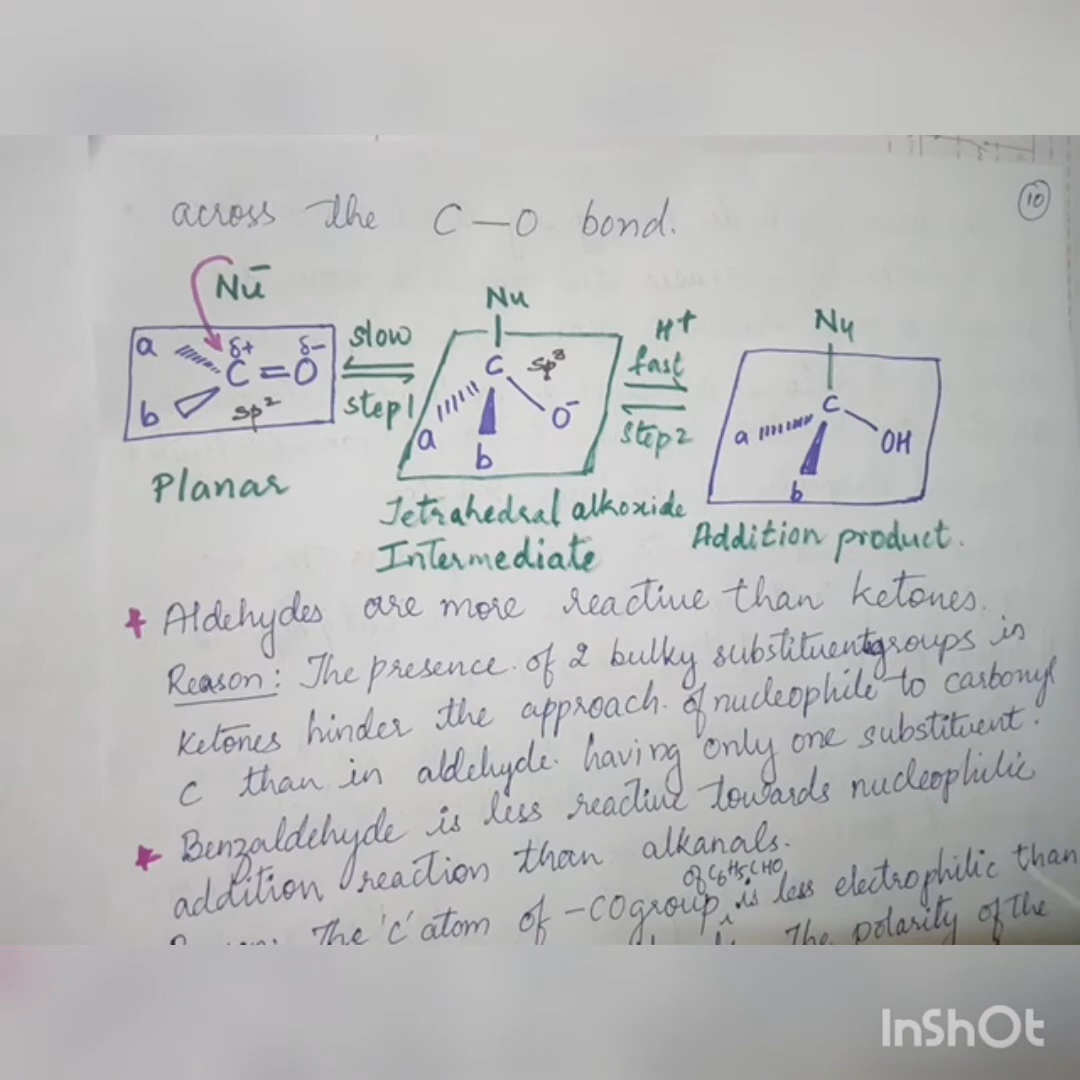 10
across the C—O bond.
Nu⁻
a δ+ δ-
C=O
b sp²
Planar
slow
step1
Nu
C sp³
a O⁻
b
Tetrahedral alkoxide
Intermediate
H+
fast
step2
Nu
C
a OH
b
Addition product.
* Aldehydes are more reactive than ketones.
Reason: The presence of 2 bulky substituent groups in
ketones hinder the approach of nucleophile to carbonyl
C than in aldehyde having only one substituent.
* Benzaldehyde is less reactive towards nucleophilic
addition reaction than alkanals.
of C6H5CHO
The 'C' atom of -CO group ^ is less electrophilic than
The polarity of the
InShOt